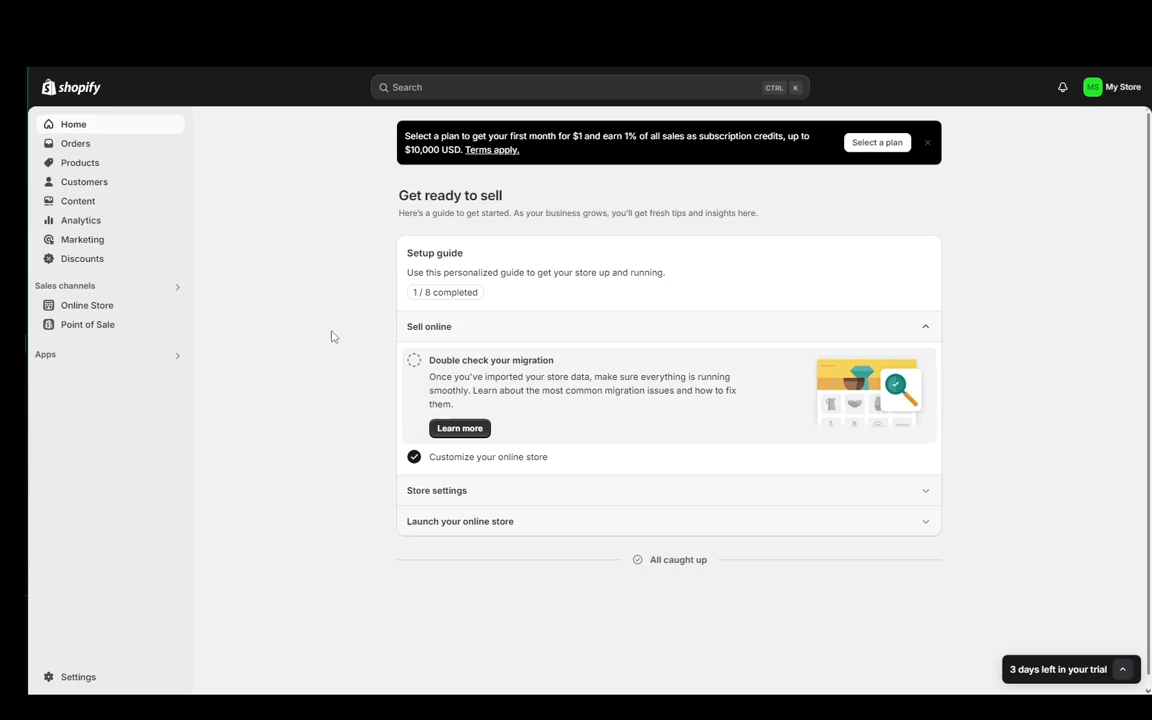 shopify
Search
CTRL K
MS My Store
Home
Orders
Products
Customers
Content
Analytics
Marketing
Discounts
Sales channels
Online Store
Point of Sale
Apps
Settings
Select a plan to get your first month for $1 and earn 1% of all sales as subscription credits, up to
$10,000 USD. Terms apply.
Select a plan
Get ready to sell
Here's a guide to get started. As your business grows, you'll get fresh tips and insights here.
Setup guide
Use this personalized guide to get your store up and running.
1 / 8 completed
Sell online
Double check your migration
Once you've imported your store data, make sure everything is running
smoothly. Learn about the most common migration issues and how to fix
them.
Learn more
Customize your online store
Store settings
Launch your online store
All caught up
3 days left in your trial